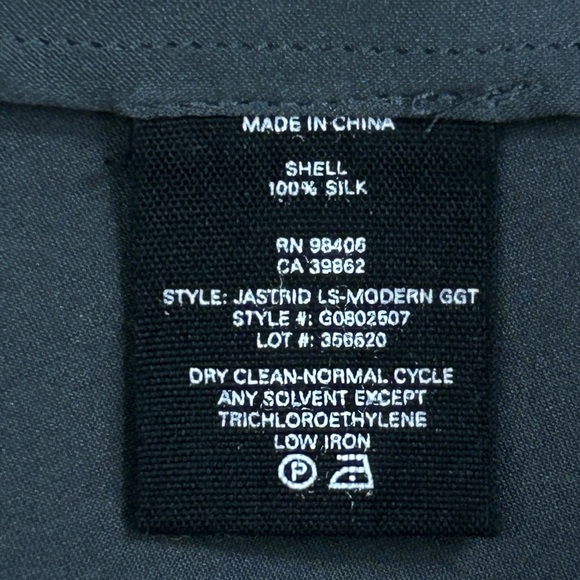 MADE IN CHINA
SHELL
100% SILK
RN 98406
CA 39862
STYLE: JASTRID LS-MODERN GGT
STYLE #: G0802507
LOT #: 356620
DRY CLEAN-NORMAL CYCLE
ANY SOLVENT EXCEPT
TRICHLOROETHYLENE
LOW IRON
P